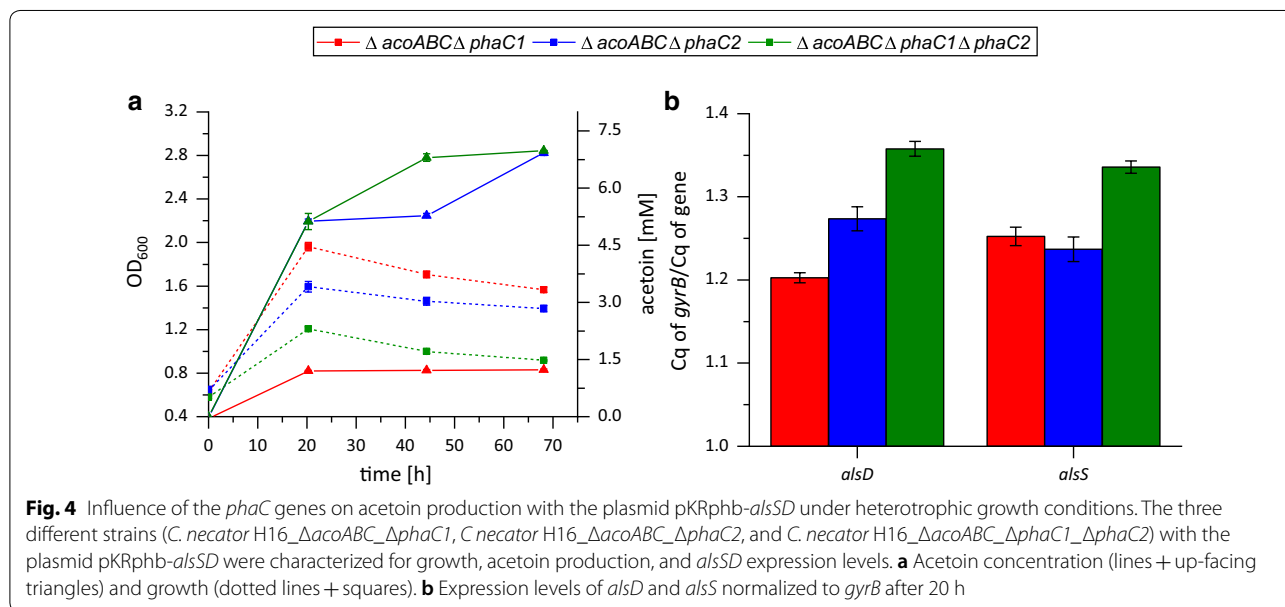 Δ acoABCΔ phaC1 Δ acoABCΔ phaC2 Δ acoABCΔ phaC1Δ phaC2
a
3.2
2.8
2.4
2.0
1.6
1.2
0.8
0.4
OD600
0 10 20 30 40 50 60 70
time [h]
7.5
6.0
4.5
3.0
1.5
0.0
acetoin [mM]
b
1.4
1.3
1.2
1.1
1.0
Cq of gyrB/Cq of gene
alsD alsS
Fig. 4 Influence of the phaC genes on acetoin production with the plasmid pKRphb-alsSD under heterotrophic growth conditions. The three
different strains (C. necator H16_ΔacoABC_ΔphaC1, C necator H16_ΔacoABC_ΔphaC2, and C. necator H16_ΔacoABC_ΔphaC1_ΔphaC2) with the
plasmid pKRphb-alsSD were characterized for growth, acetoin production, and alsSD expression levels. a Acetoin concentration (lines + up-facing
triangles) and growth (dotted lines + squares). b Expression levels of alsD and alsS normalized to gyrB after 20 h